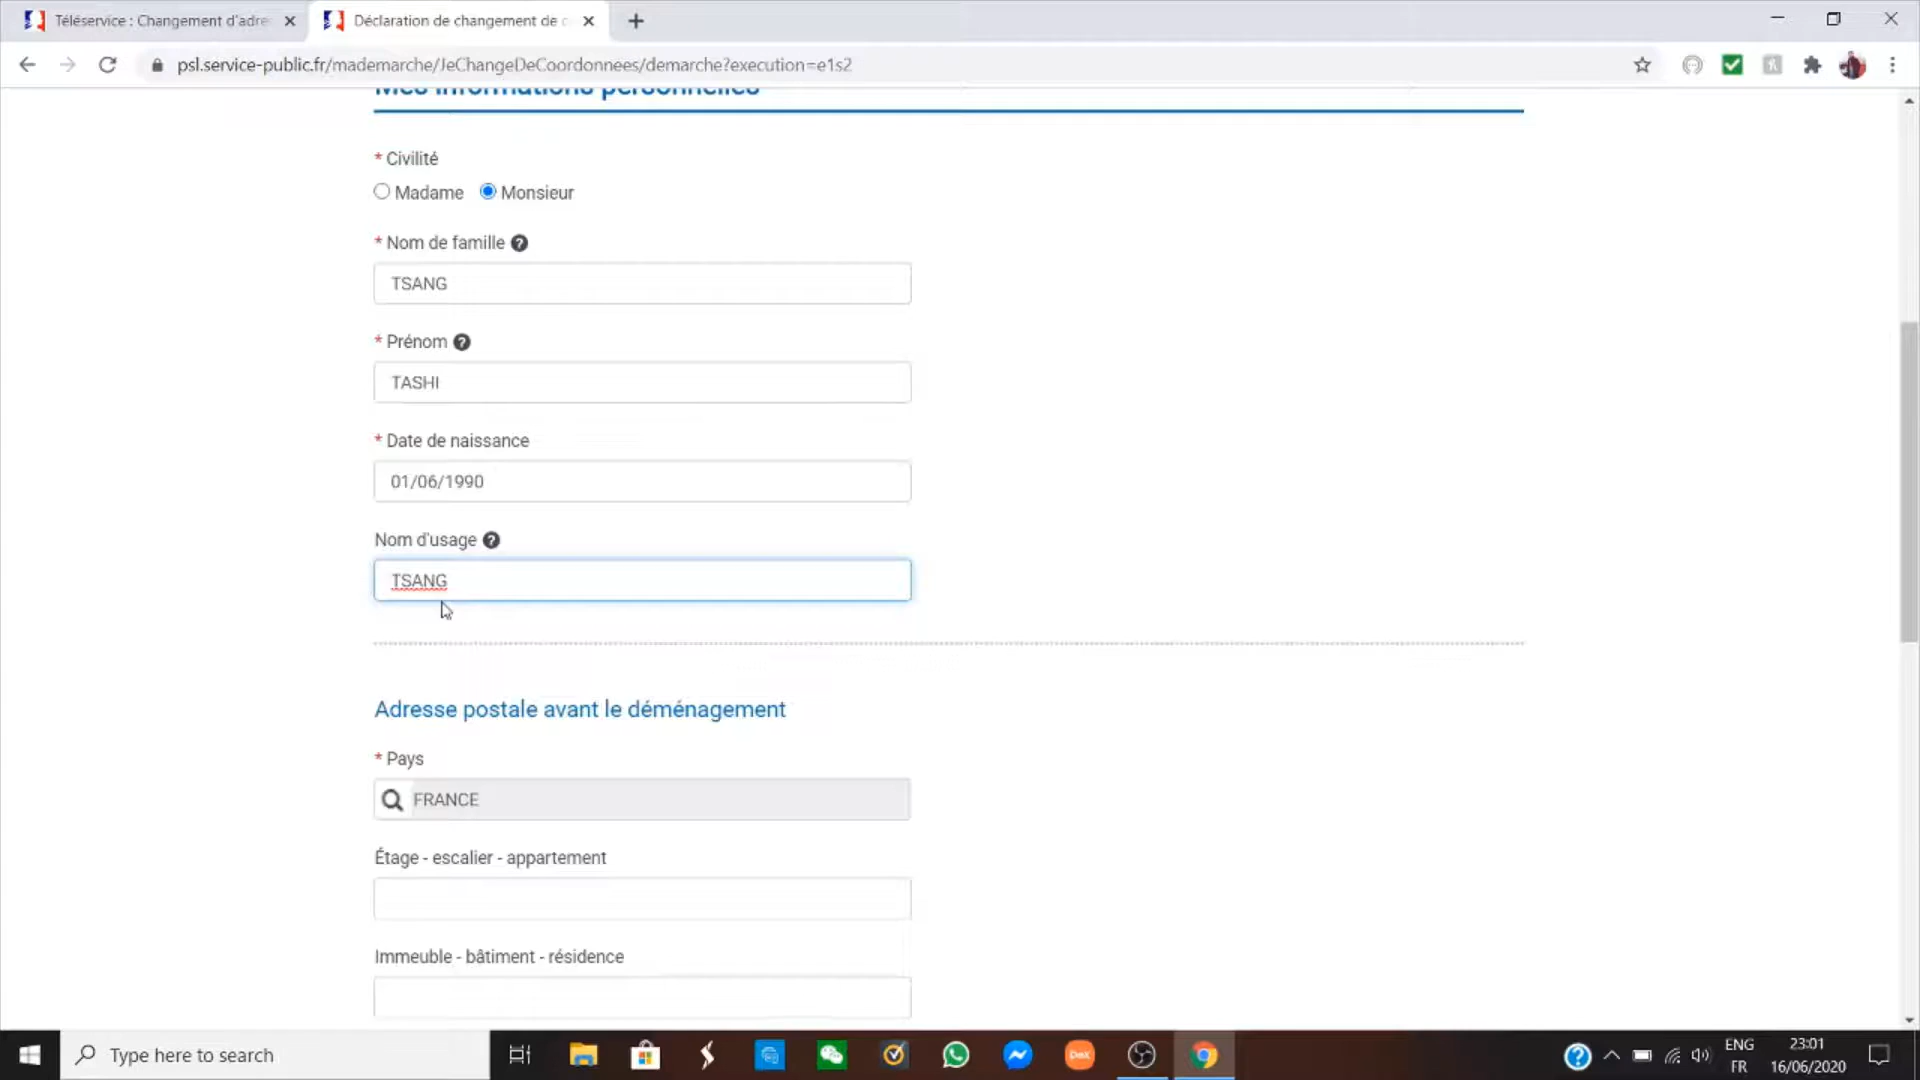 Téléservice : Changement d'adre
Déclaration de changement de c
psl.service-public.fr/mademarche/JeChangeDeCoordonnees/demarche?execution=e1s2
Mes informations personnelles
* Civilité
Madame Monsieur
* Nom de famille ?
TSANG
* Prénom ?
TASHI
* Date de naissance
01/06/1990
Nom d'usage ?
TSANG
Adresse postale avant le déménagement
* Pays
FRANCE
Étage - escalier - appartement
Immeuble - bâtiment - résidence
Type here to search
ENG
FR
23:01
16/06/2020